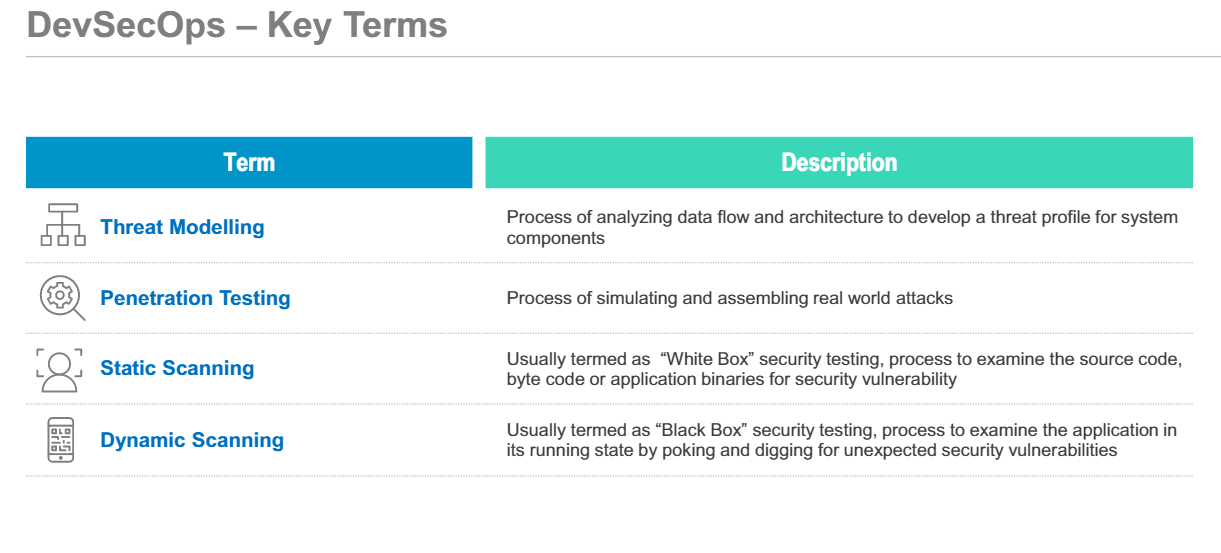 DevSecOps – Key Terms
Term
Description
Threat Modelling
Process of analyzing data flow and architecture to develop a threat profile for system
components
Penetration Testing
Process of simulating and assembling real world attacks
Static Scanning
Usually termed as “White Box” security testing, process to examine the source code,
byte code or application binaries for security vulnerability
Dynamic Scanning
Usually termed as “Black Box” security testing, process to examine the application in
its running state by poking and digging for unexpected security vulnerabilities